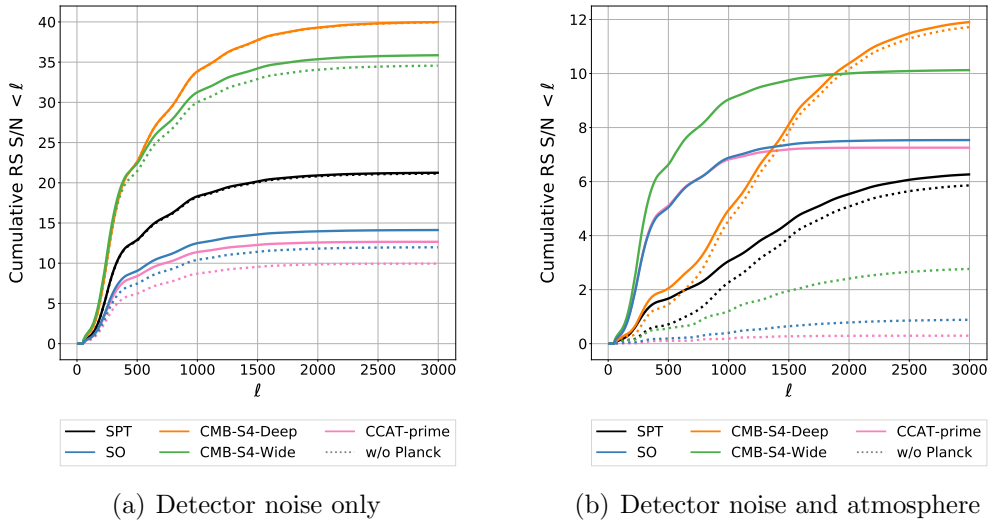 Cumulative RS S/N < ℓ
40
35
30
25
20
15
10
5
0
0 500 1000 1500 2000 2500 3000
ℓ
SPT CMB-S4-Deep CCAT-prime
SO CMB-S4-Wide w/o Planck
(a) Detector noise only
Cumulative RS S/N < ℓ
12
10
8
6
4
2
0
0 500 1000 1500 2000 2500 3000
ℓ
SPT CMB-S4-Deep CCAT-prime
SO CMB-S4-Wide w/o Planck
(b) Detector noise and atmosphere